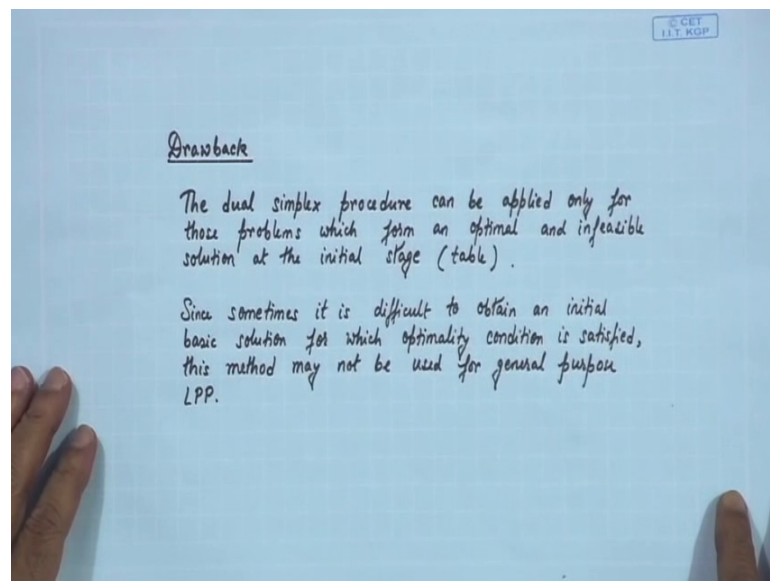 © CET
I.I.T. KGP
Drawback
The dual simplex procedure can be applied only for
those problems which form an optimal and infeasible
solution at the initial stage (table).
Since sometimes it is difficult to obtain an initial
basic solution for which optimality condition is satisfied,
this method may not be used for general purpose
LPP.